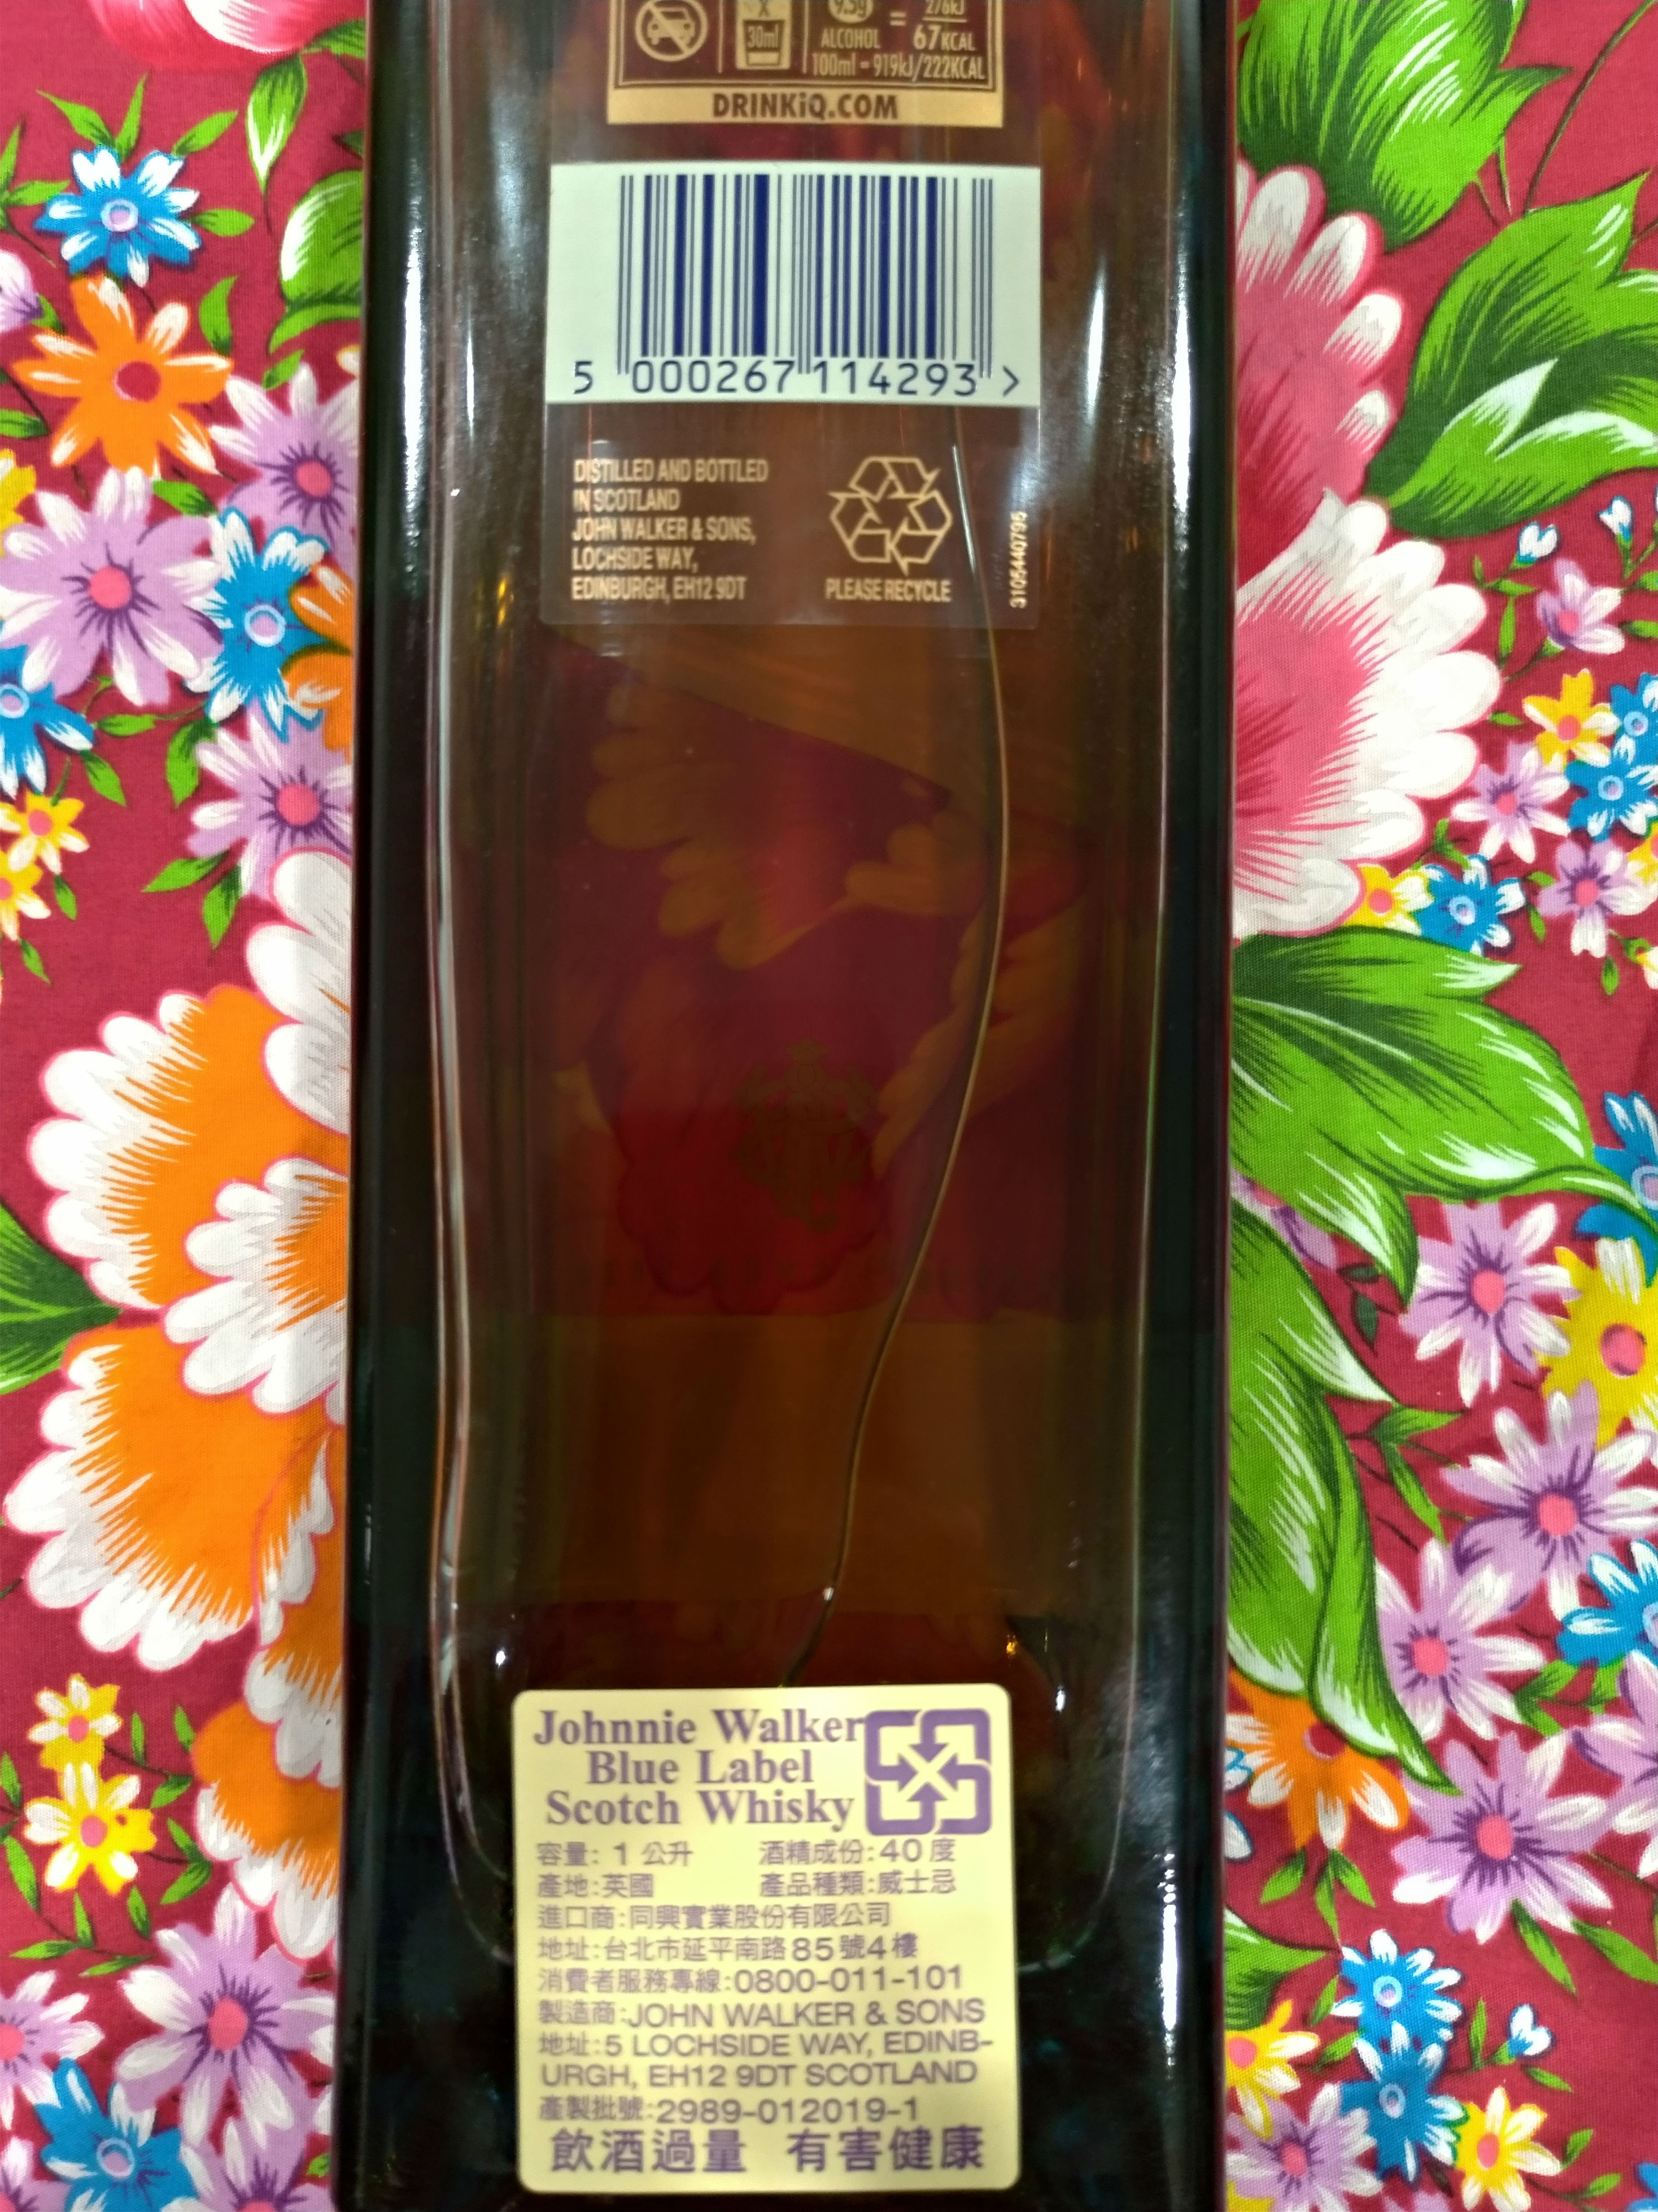 30ml
ALCOHOL = 67KCAL
100ml = 919kJ/222KCAL
DRINKiQ.COM
5 000267 114293 >
DISTILLED AND BOTTLED
IN SCOTLAND
JOHN WALKER & SONS,
LOCHSIDE WAY,
EDINBURGH, EH12 9DT
PLEASE RECYCLE
Johnnie Walker
Blue Label
Scotch Whisky
容量: 1 公升 酒精成份:40 度
產地:英國 產品種類:威士忌
進口商:同興實業股份有限公司
地址:台北市延平南路85號4樓
消費者服務專線:0800-011-101
製造商:JOHN WALKER & SONS
地址:5 LOCHSIDE WAY, EDINB-
URGH, EH12 9DT SCOTLAND
產製批號:2989-012019-1
飲酒過量 有害健康